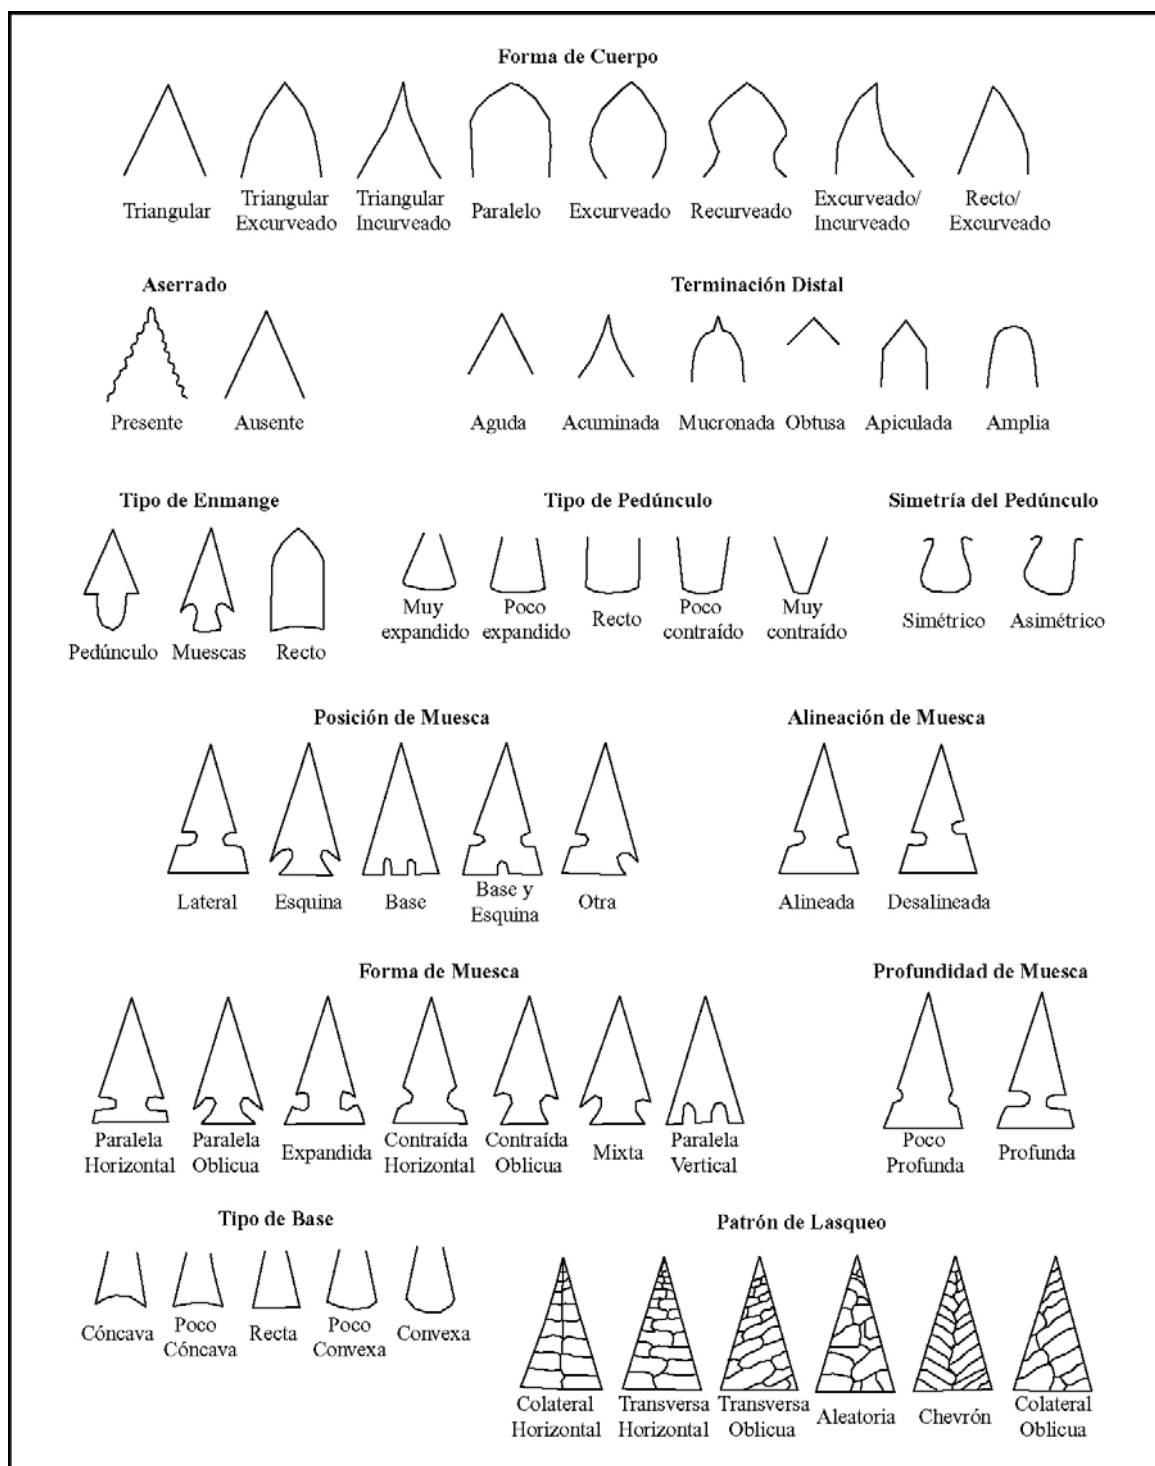 Forma de Cuerpo
Triangular
Triangular
Excurveado
Triangular
Incurveado
Paralelo
Excurveado
Recurveado
Excurveado/
Incurveado
Recto/
Excurveado
Aserrado
Presente
Ausente
Terminación Distal
Aguda
Acuminada
Mucronada
Obtusa
Apiculada
Amplia
Tipo de Enmange
Pedúnculo
Muescas
Recto
Tipo de Pedúnculo
Muy
expandido
Poco
expandido
Recto
Poco
contraído
Muy
contraído
Simetría del Pedúnculo
Simétrico
Asimétrico
Posición de Muesca
Lateral
Esquina
Base
Base y
Esquina
Otra
Alineación de Muesca
Alineada
Desalineada
Forma de Muesca
Paralela
Horizontal
Paralela
Oblicua
Expandida
Contraída
Horizontal
Contraída
Oblicua
Mixta
Paralela
Vertical
Profundidad de Muesca
Poco
Profunda
Profunda
Tipo de Base
Cóncava
Poco
Cóncava
Recta
Poco
Convexa
Convexa
Patrón de Lasqueo
Colateral
Horizontal
Transversa
Horizontal
Transversa
Oblicua
Aleatoria
Chevrón
Colateral
Oblicua